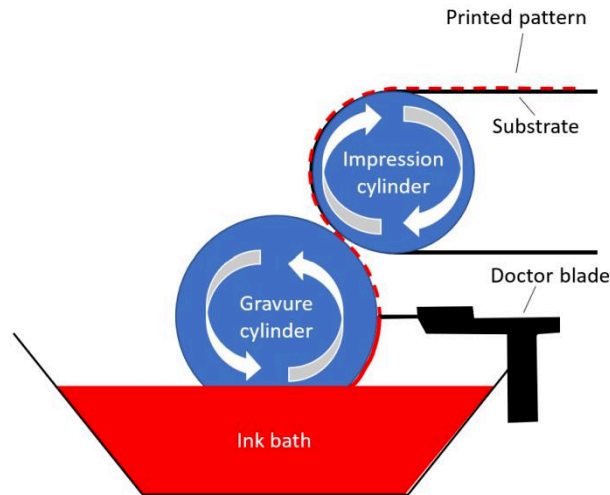 Printed pattern
Substrate
Impression
cylinder
Doctor blade
Gravure
cylinder
Ink bath